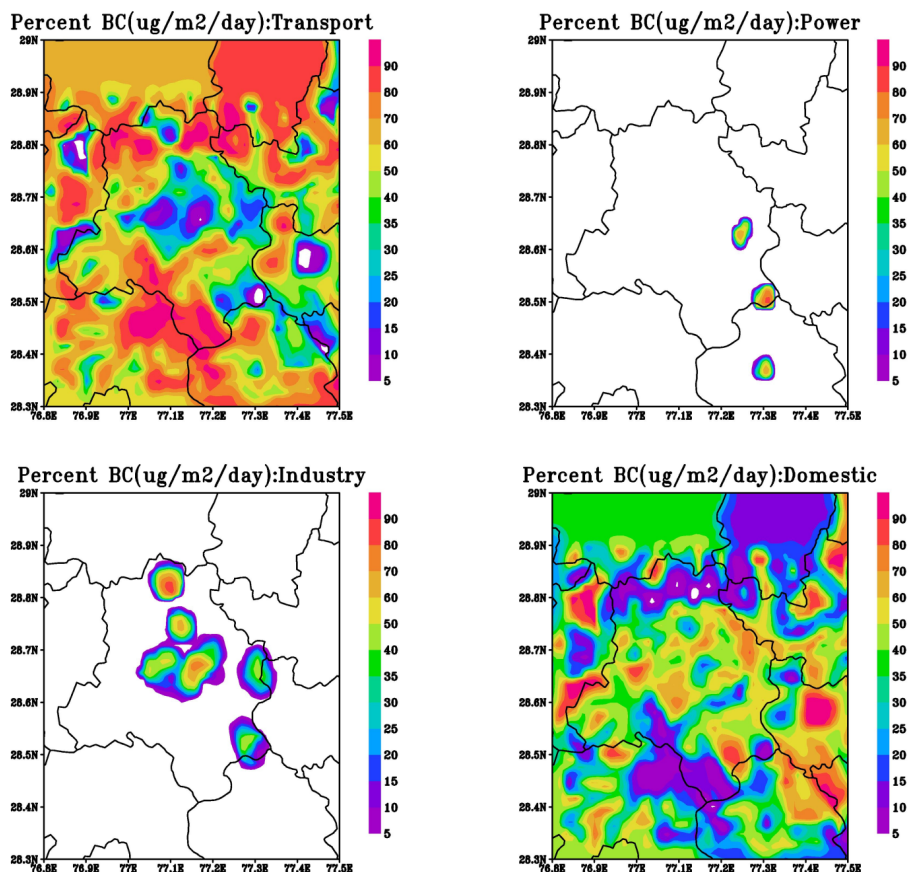 Percent BC(ug/m2/day):Transport
29N
28.9N
28.8N
28.7N
28.6N
28.5N
28.4N
28.3N
76.8E 76.9E 77E 77.1E 77.2E 77.3E 77.4E 77.5E
90
80
70
60
50
40
35
30
25
20
15
10
5
Percent BC(ug/m2/day):Power
29N
28.9N
28.8N
28.7N
28.6N
28.5N
28.4N
28.3N
76.8E 76.9E 77E 77.1E 77.2E 77.3E 77.4E 77.5E
90
80
70
60
50
40
35
30
25
20
15
10
5
Percent BC(ug/m2/day):Industry
29N
28.9N
28.8N
28.7N
28.6N
28.5N
28.4N
28.3N
76.8E 76.9E 77E 77.1E 77.2E 77.3E 77.4E 77.5E
90
80
70
60
50
40
35
30
25
20
15
10
5
Percent BC(ug/m2/day):Domestic
29N
28.9N
28.8N
28.7N
28.6N
28.5N
28.4N
28.3N
76.8E 76.9E 77E 77.1E 77.2E 77.3E 77.4E 77.5E
90
80
70
60
50
40
35
30
25
20
15
10
5